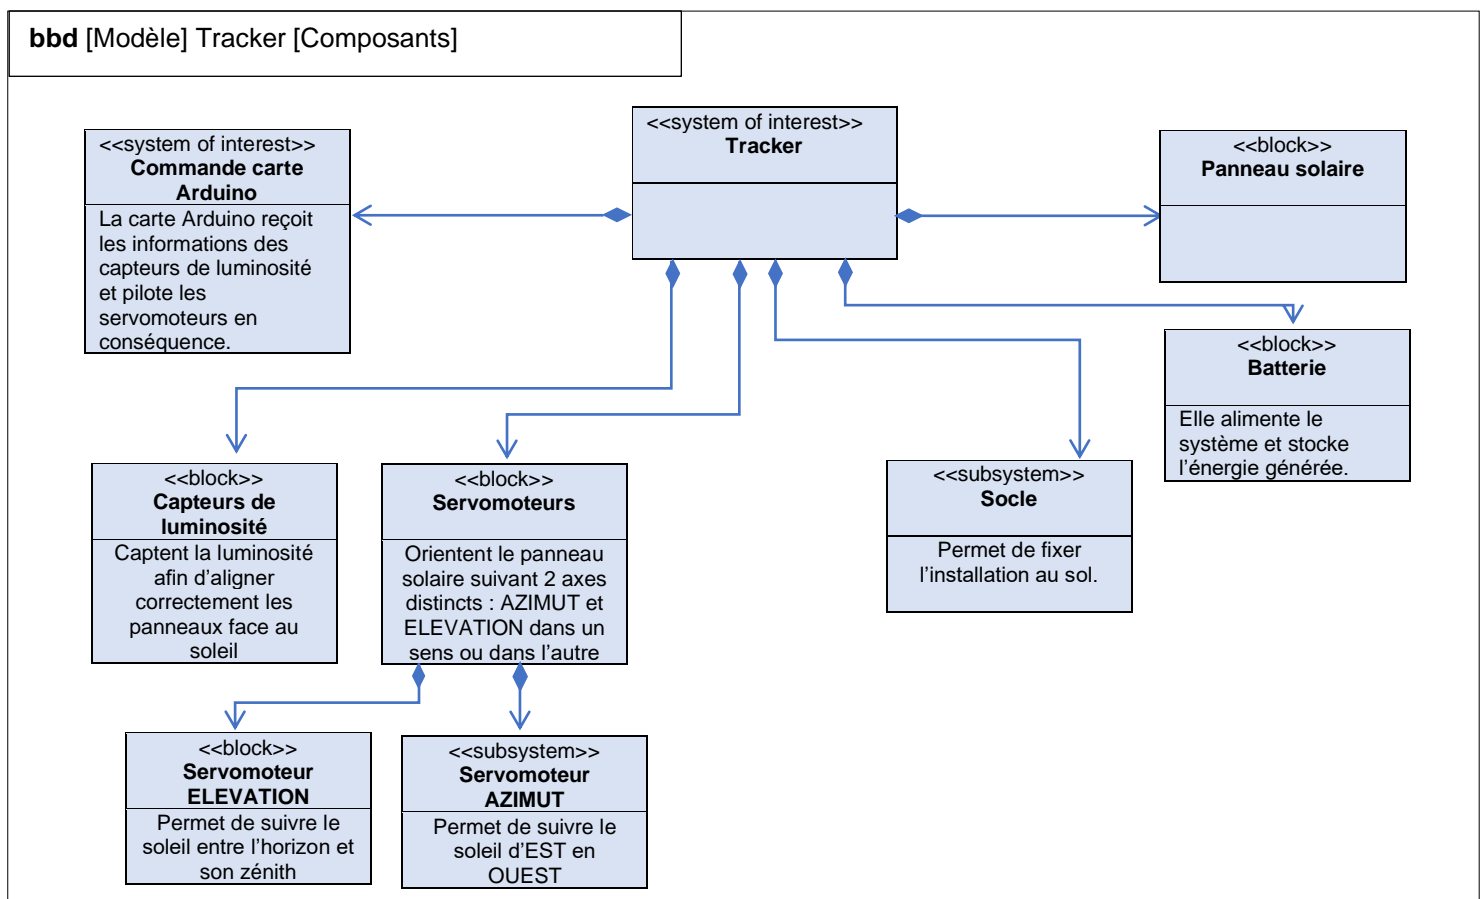 bbd [Modèle] Tracker [Composants]
<<system of interest>>
Tracker
<<system of interest>>
Commande carte
Arduino
La carte Arduino reçoit
les informations des
capteurs de luminosité
et pilote les
servomoteurs en
conséquence.
<<block>>
Panneau solaire
<<block>>
Batterie
Elle alimente le
système et stocke
l’énergie générée.
<<block>>
Capteurs de
luminosité
Captent la luminosité
afin d’aligner
correctement les
panneaux face au
soleil
<<block>>
Servomoteurs
Orientent le panneau
solaire suivant 2 axes
distincts : AZIMUT et
ELEVATION dans un
sens ou dans l’autre
<<subsystem>>
Socle
Permet de fixer
l’installation au sol.
<<block>>
Servomoteur
ELEVATION
Permet de suivre le
soleil entre l’horizon et
son zénith
<<subsystem>>
Servomoteur
AZIMUT
Permet de suivre le
soleil d’EST en
OUEST